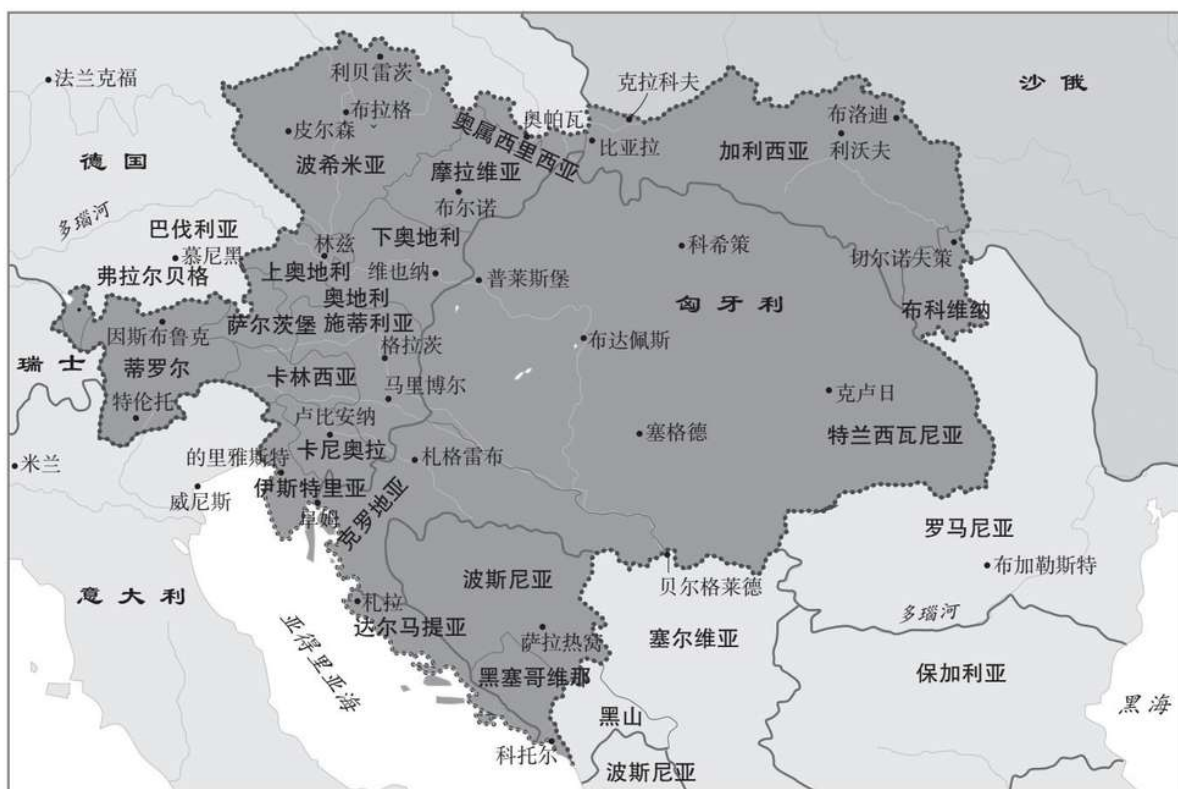 利贝雷茨
法兰克福
克拉科夫
沙俄
布拉格
奥帕瓦
布洛迪
皮尔森
奥属西里西亚
比亚拉
加利西亚
利沃夫
德国
波希米亚
摩拉维亚
布尔诺
多瑙河
巴伐利亚
下奥地利
林兹
科希策
慕尼黑
切尔诺夫策
弗拉尔贝格
上奥地利
维也纳
普莱斯堡
奥地利
匈牙利
布科维纳
萨尔茨堡
施蒂利亚
因斯布鲁克
格拉茨
布达佩斯
瑞士
蒂罗尔
卡林西亚
马里博尔
克卢日
特伦托
卢比安纳
塞格德
特兰西瓦尼亚
卡尼奥拉
的里雅斯特
札格雷布
米兰
伊斯特里亚
威尼斯
阜姆
克罗地亚
罗马尼亚
布加勒斯特
波斯尼亚
贝尔格莱德
意大利
札拉
多瑙河
达尔马提亚
萨拉热窝
塞尔维亚
亚得里亚海
黑塞哥维那
保加利亚
黑山
黑海
科托尔
波斯尼亚